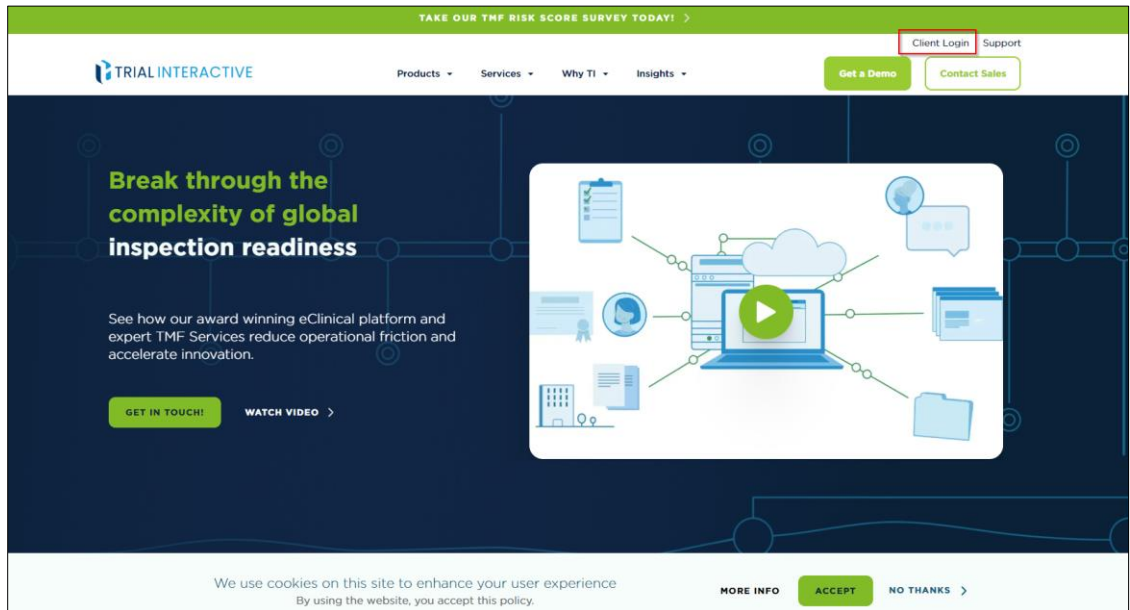 TAKE OUR TMF RISK SCORE SURVEY TODAY! >
Client Login Support
TRIAL INTERACTIVE
Products Services Why TI Insights
Get a Demo Contact Sales
Break through the
complexity of global
inspection readiness
See how our award winning eClinical platform and
expert TMF Services reduce operational friction and
accelerate innovation.
GET IN TOUCH! WATCH VIDEO >
We use cookies on this site to enhance your user experience
By using the website, you accept this policy.
MORE INFO ACCEPT NO THANKS >